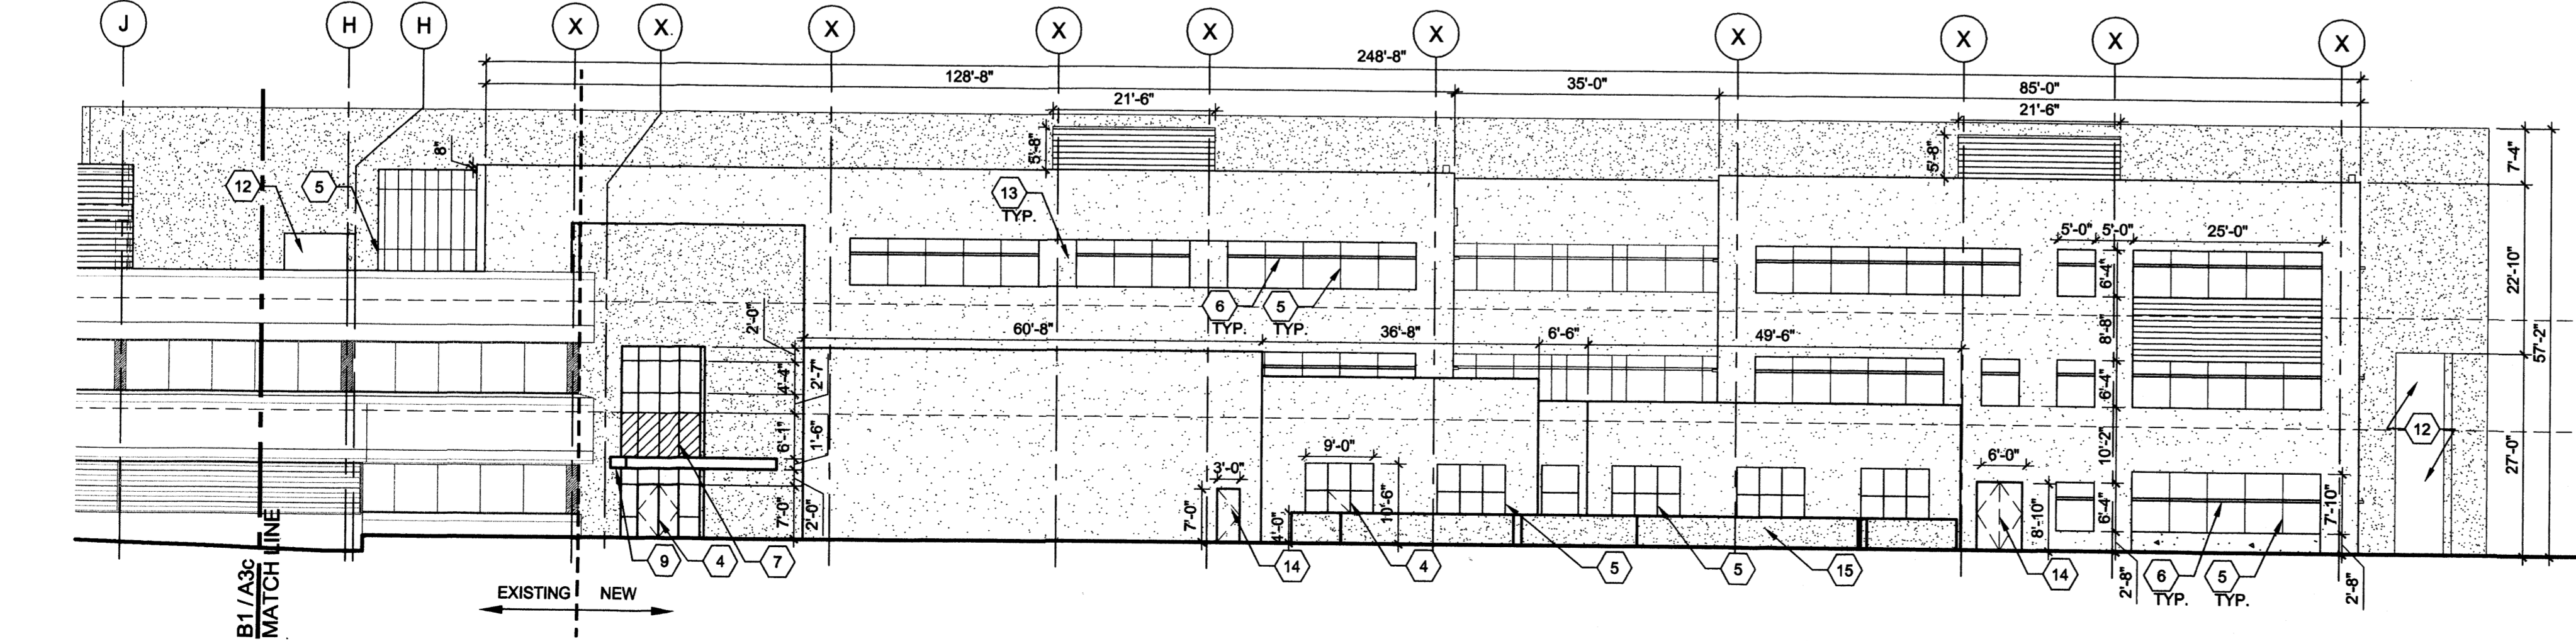 J H H X X X X X X X X X X
248'-8"
128'-8" 35'-0" 85'-0"
21'-6" 21'-6"
5'-8" 5'-8" 7'-4"
8"
12 5 13
TYP.
5'-0" 5'-0" 25'-0"
6'-4" 22'-10"
6 5
TYP. TYP.
2'-0" 60'-8" 36'-8" 6'-6" 49'-6" 8'-8" 57'-2"
4'-4" 2'-7" 6'-4"
12
6'-1" 1'-6" 9'-0" 10'-2" 27'-0"
3'-0" 6'-0"
7'-0" 2'-0" 7'-0" 4'-0" 10'-6" 8'-10" 6'-4" 7'-10"
9 4 7 14 4 5 5 15 14 2'-8" 6 5 2'-8"
TYP. TYP.
EXISTING NEW
B1 / A3c
MATCH LINE